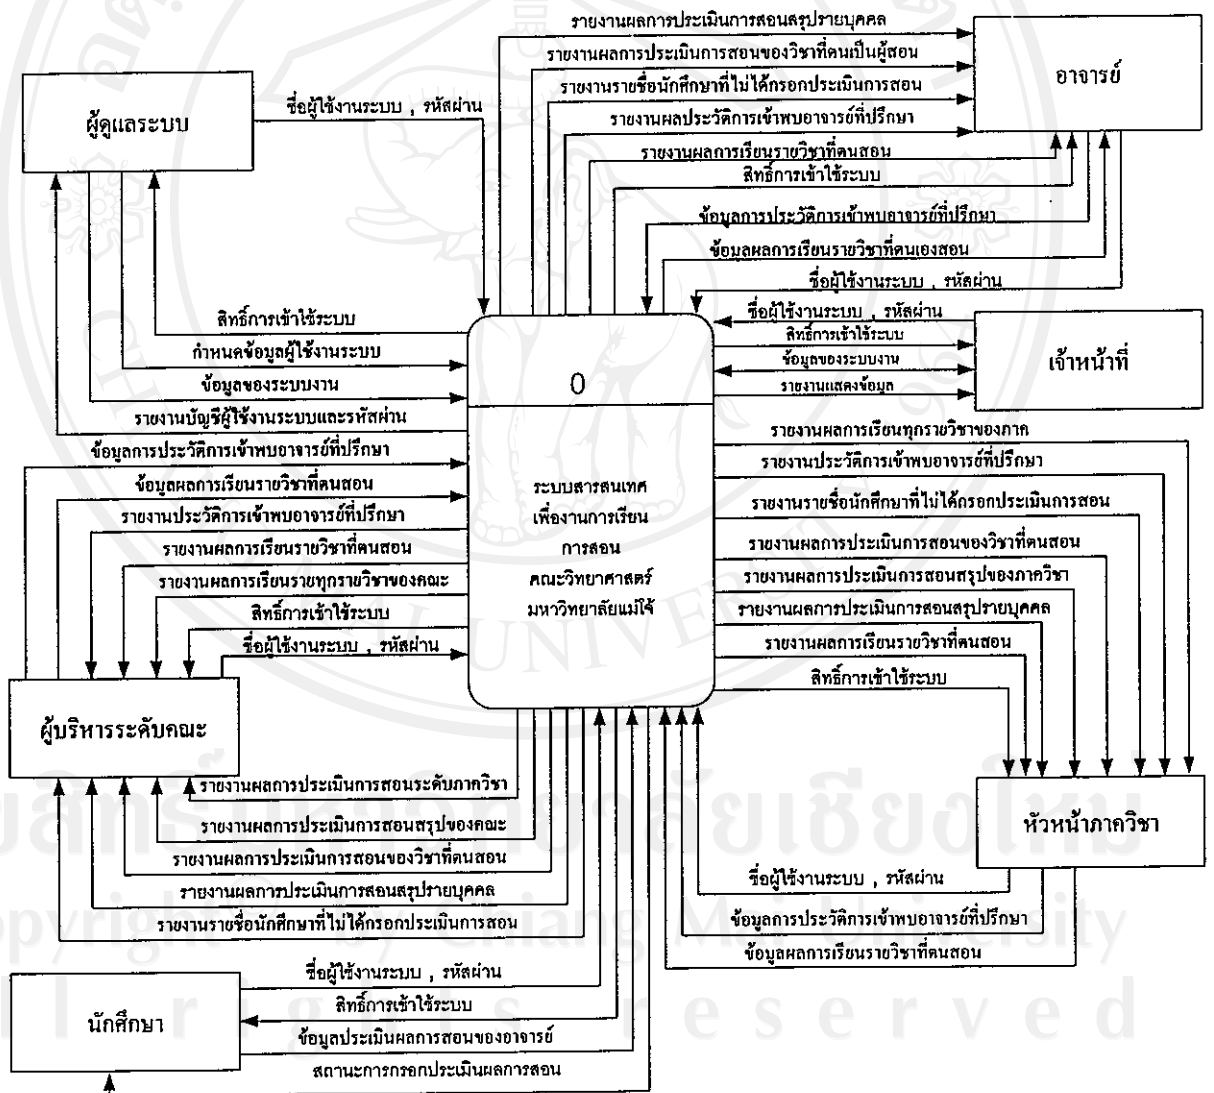 รายงานผลการประเมินการสอนสรุปรายบุคคล
รายงานผลการประเมินการสอนของวิชาที่ตนเป็นผู้สอน
รายงานรายชื่อนักศึกษาที่ไม่ได้กรอกประเมินการสอน
รายงานผลประวัติการเข้าพบอาจารย์ที่ปรึกษา
รายงานผลการเรียนรายวิชาที่ตนสอน
สิทธิ์การเข้าใช้ระบบ
ข้อมูลการประวัติการเข้าพบอาจารย์ที่ปรึกษา
ข้อมูลผลการเรียนรายวิชาที่ตนเองสอน
ชื่อผู้ใช้งานระบบ , รหัสผ่าน
อาจารย์
ผู้ดูแลระบบ
ชื่อผู้ใช้งานระบบ , รหัสผ่าน
สิทธิ์การเข้าใช้ระบบ
กำหนดข้อมูลผู้ใช้งานระบบ
ข้อมูลของระบบงาน
รายงานบัญชีผู้ใช้งานระบบและรหัสผ่าน
ชื่อผู้ใช้งานระบบ , รหัสผ่าน
สิทธิ์การเข้าใช้ระบบ
ข้อมูลของระบบงาน
รายงานแสดงข้อมูล
เจ้าหน้าที่
0
ระบบสารสนเทศ
เพื่องานการเรียน
การสอน
คณะวิทยาศาสตร์
มหาวิทยาลัยแม่โจ้
ข้อมูลการประวัติการเข้าพบอาจารย์ที่ปรึกษา
ข้อมูลผลการเรียนรายวิชาที่ตนสอน
รายงานประวัติการเข้าพบอาจารย์ที่ปรึกษา
รายงานผลการเรียนรายวิชาที่ตนสอน
รายงานผลการเรียนรายทุกรายวิชาของคณะ
สิทธิ์การเข้าใช้ระบบ
ชื่อผู้ใช้งานระบบ , รหัสผ่าน
ผู้บริหารระดับคณะ
รายงานผลการประเมินการสอนระดับภาควิชา
รายงานผลการประเมินการสอนสรุปของคณะ
รายงานผลการประเมินการสอนของวิชาที่ตนสอน
รายงานผลการประเมินการสอนสรุปรายบุคคล
รายงานรายชื่อนักศึกษาที่ไม่ได้กรอกประเมินการสอน
รายงานผลการเรียนทุกรายวิชาของภาค
รายงานประวัติการเข้าพบอาจารย์ที่ปรึกษา
รายงานรายชื่อนักศึกษาที่ไม่ได้กรอกประเมินการสอน
รายงานผลการประเมินการสอนของวิชาที่ตนสอน
รายงานผลการประเมินการสอนสรุปของภาควิชา
รายงานผลการประเมินการสอนสรุปรายบุคคล
รายงานผลการเรียนรายวิชาที่ตนสอน
สิทธิ์การเข้าใช้ระบบ
หัวหน้าภาควิชา
ชื่อผู้ใช้งานระบบ , รหัสผ่าน
ข้อมูลการประวัติการเข้าพบอาจารย์ที่ปรึกษา
ข้อมูลผลการเรียนรายวิชาที่ตนสอน
นักศึกษา
ชื่อผู้ใช้งานระบบ , รหัสผ่าน
สิทธิ์การเข้าใช้ระบบ
ข้อมูลประเมินผลการสอนของอาจารย์
สถานะการกรอกประเมินผลการสอน